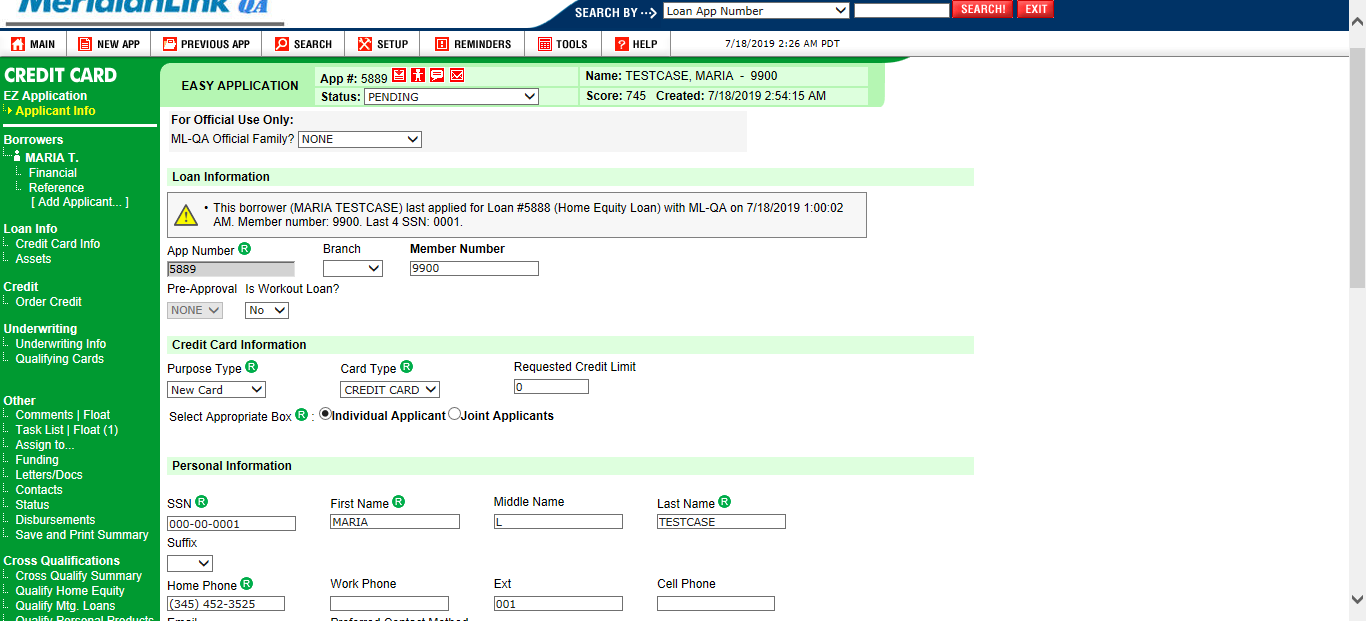 MeridianLink QA
SEARCH BY Loan App Number SEARCH! EXIT
MAIN NEW APP PREVIOUS APP SEARCH SETUP REMINDERS TOOLS HELP 7/18/2019 2:26 AM PDT
CREDIT CARD
EZ Application
Applicant Info
Borrowers
MARIA T.
Financial
Reference
[ Add Applicant... ]
Loan Info
Credit Card Info
Assets
Credit
Order Credit
Underwriting
Underwriting Info
Qualifying Cards
Other
Comments | Float
Task List | Float (1)
Assign to...
Funding
Letters/Docs
Contacts
Status
Disbursements
Save and Print Summary
Cross Qualifications
Cross Qualify Summary
Qualify Home Equity
Qualify Mtg. Loans
Qualify Personal Products
EASY APPLICATION
App #: 5889
Status: PENDING
Name: TESTCASE, MARIA - 9900
Score: 745 Created: 7/18/2019 2:54:15 AM
For Official Use Only:
ML-QA Official Family? NONE
Loan Information
• This borrower (MARIA TESTCASE) last applied for Loan #5888 (Home Equity Loan) with ML-QA on 7/18/2019 1:00:02
AM. Member number: 9900. Last 4 SSN: 0001.
App Number R Branch Member Number
5889 9900
Pre-Approval Is Workout Loan?
NONE No
Credit Card Information
Purpose Type R Card Type R Requested Credit Limit
New Card CREDIT CARD 0
Select Appropriate Box R : Individual Applicant Joint Applicants
Personal Information
SSN R First Name R Middle Name Last Name R
000-00-0001 MARIA L TESTCASE
Suffix
Home Phone R Work Phone Ext Cell Phone
(345) 452-3525 001
Email Preferred Contact Method